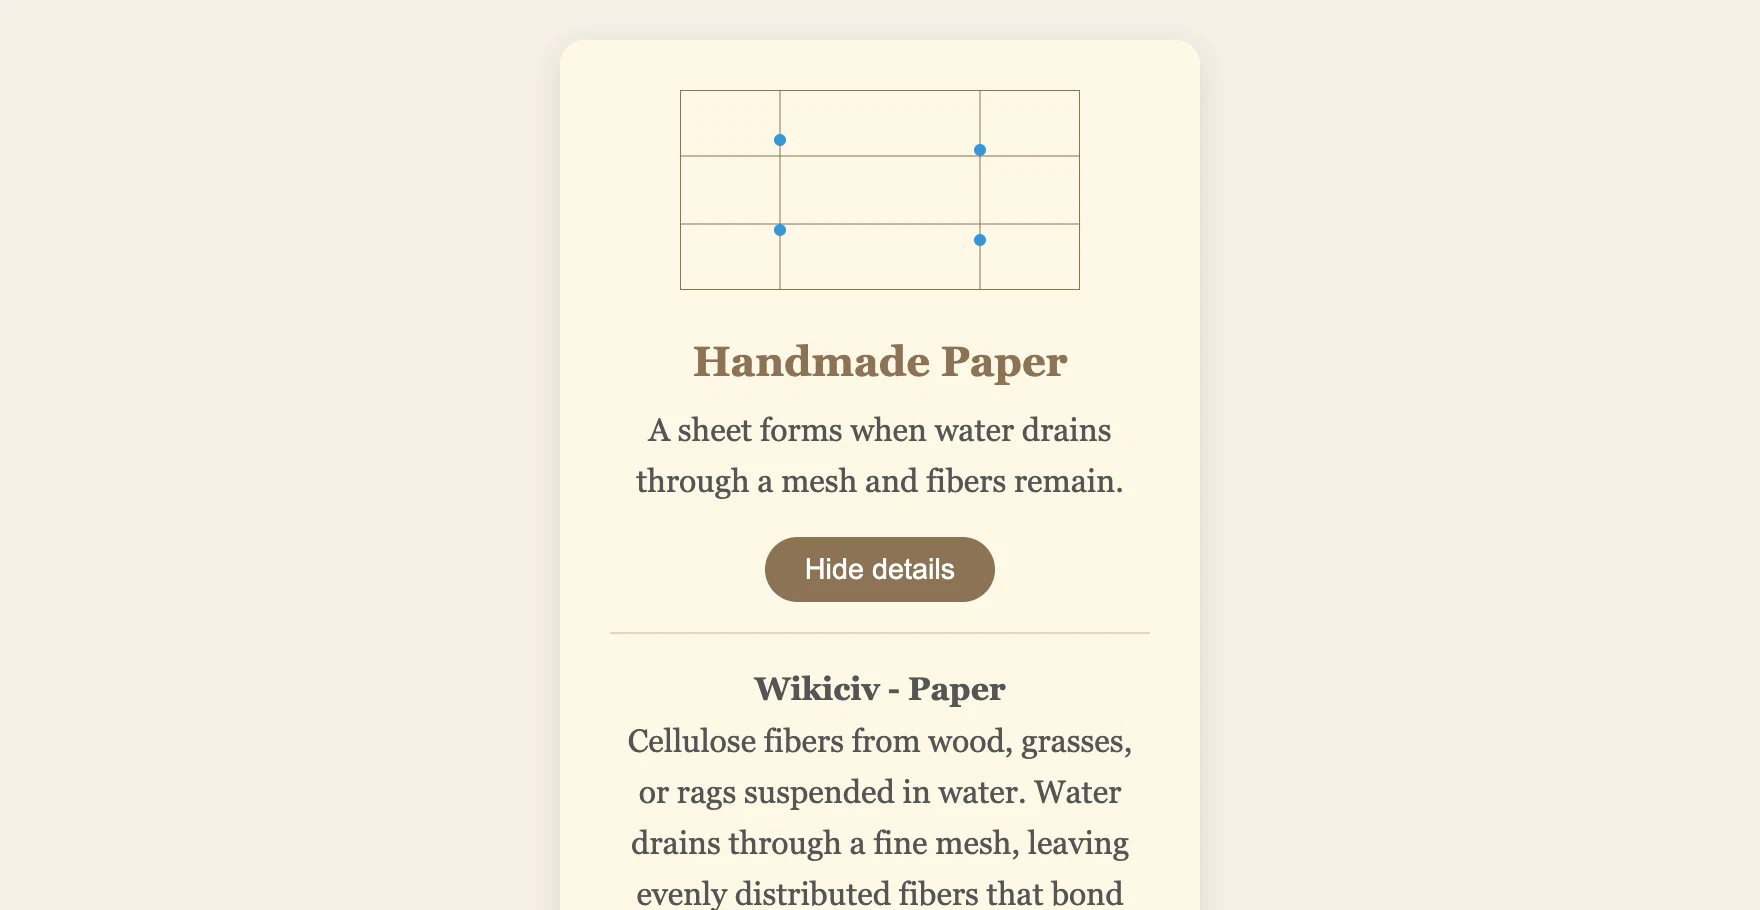 Handmade Paper
A sheet forms when water drains
through a mesh and fibers remain.
Hide details
Wikiciv - Paper
Cellulose fibers from wood, grasses,
or rags suspended in water. Water
drains through a fine mesh, leaving
evenly distributed fibers that bond